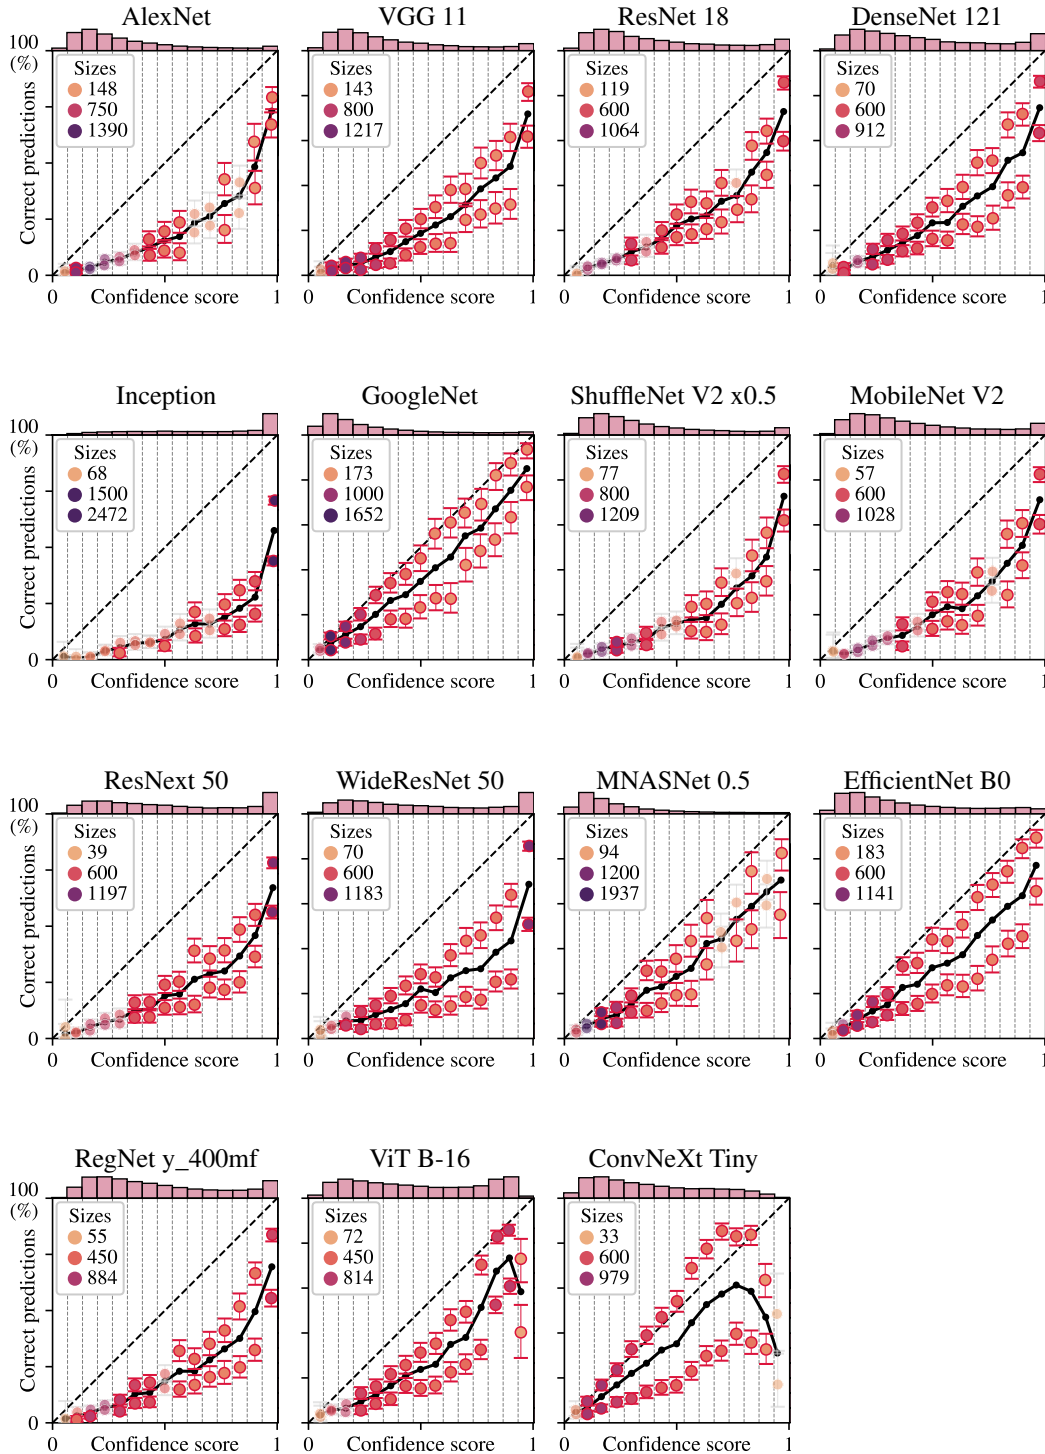 AlexNet
VGG 11
ResNet 18
DenseNet 121
100
(%)
Correct predictions
0
Sizes
148
750
1390
Sizes
143
800
1217
Sizes
119
600
1064
Sizes
70
600
912
0 Confidence score 1
0 Confidence score 1
0 Confidence score 1
0 Confidence score 1
Inception
GoogleNet
ShuffleNet V2 x0.5
MobileNet V2
100
(%)
Correct predictions
0
Sizes
68
1500
2472
Sizes
173
1000
1652
Sizes
77
800
1209
Sizes
57
600
1028
0 Confidence score 1
0 Confidence score 1
0 Confidence score 1
0 Confidence score 1
ResNext 50
WideResNet 50
MNASNet 0.5
EfficientNet B0
100
(%)
Correct predictions
0
Sizes
39
600
1197
Sizes
70
600
1183
Sizes
94
1200
1937
Sizes
183
600
1141
0 Confidence score 1
0 Confidence score 1
0 Confidence score 1
0 Confidence score 1
RegNet y_400mf
ViT B-16
ConvNeXt Tiny
100
(%)
Correct predictions
0
Sizes
55
450
884
Sizes
72
450
814
Sizes
33
600
979
0 Confidence score 1
0 Confidence score 1
0 Confidence score 1